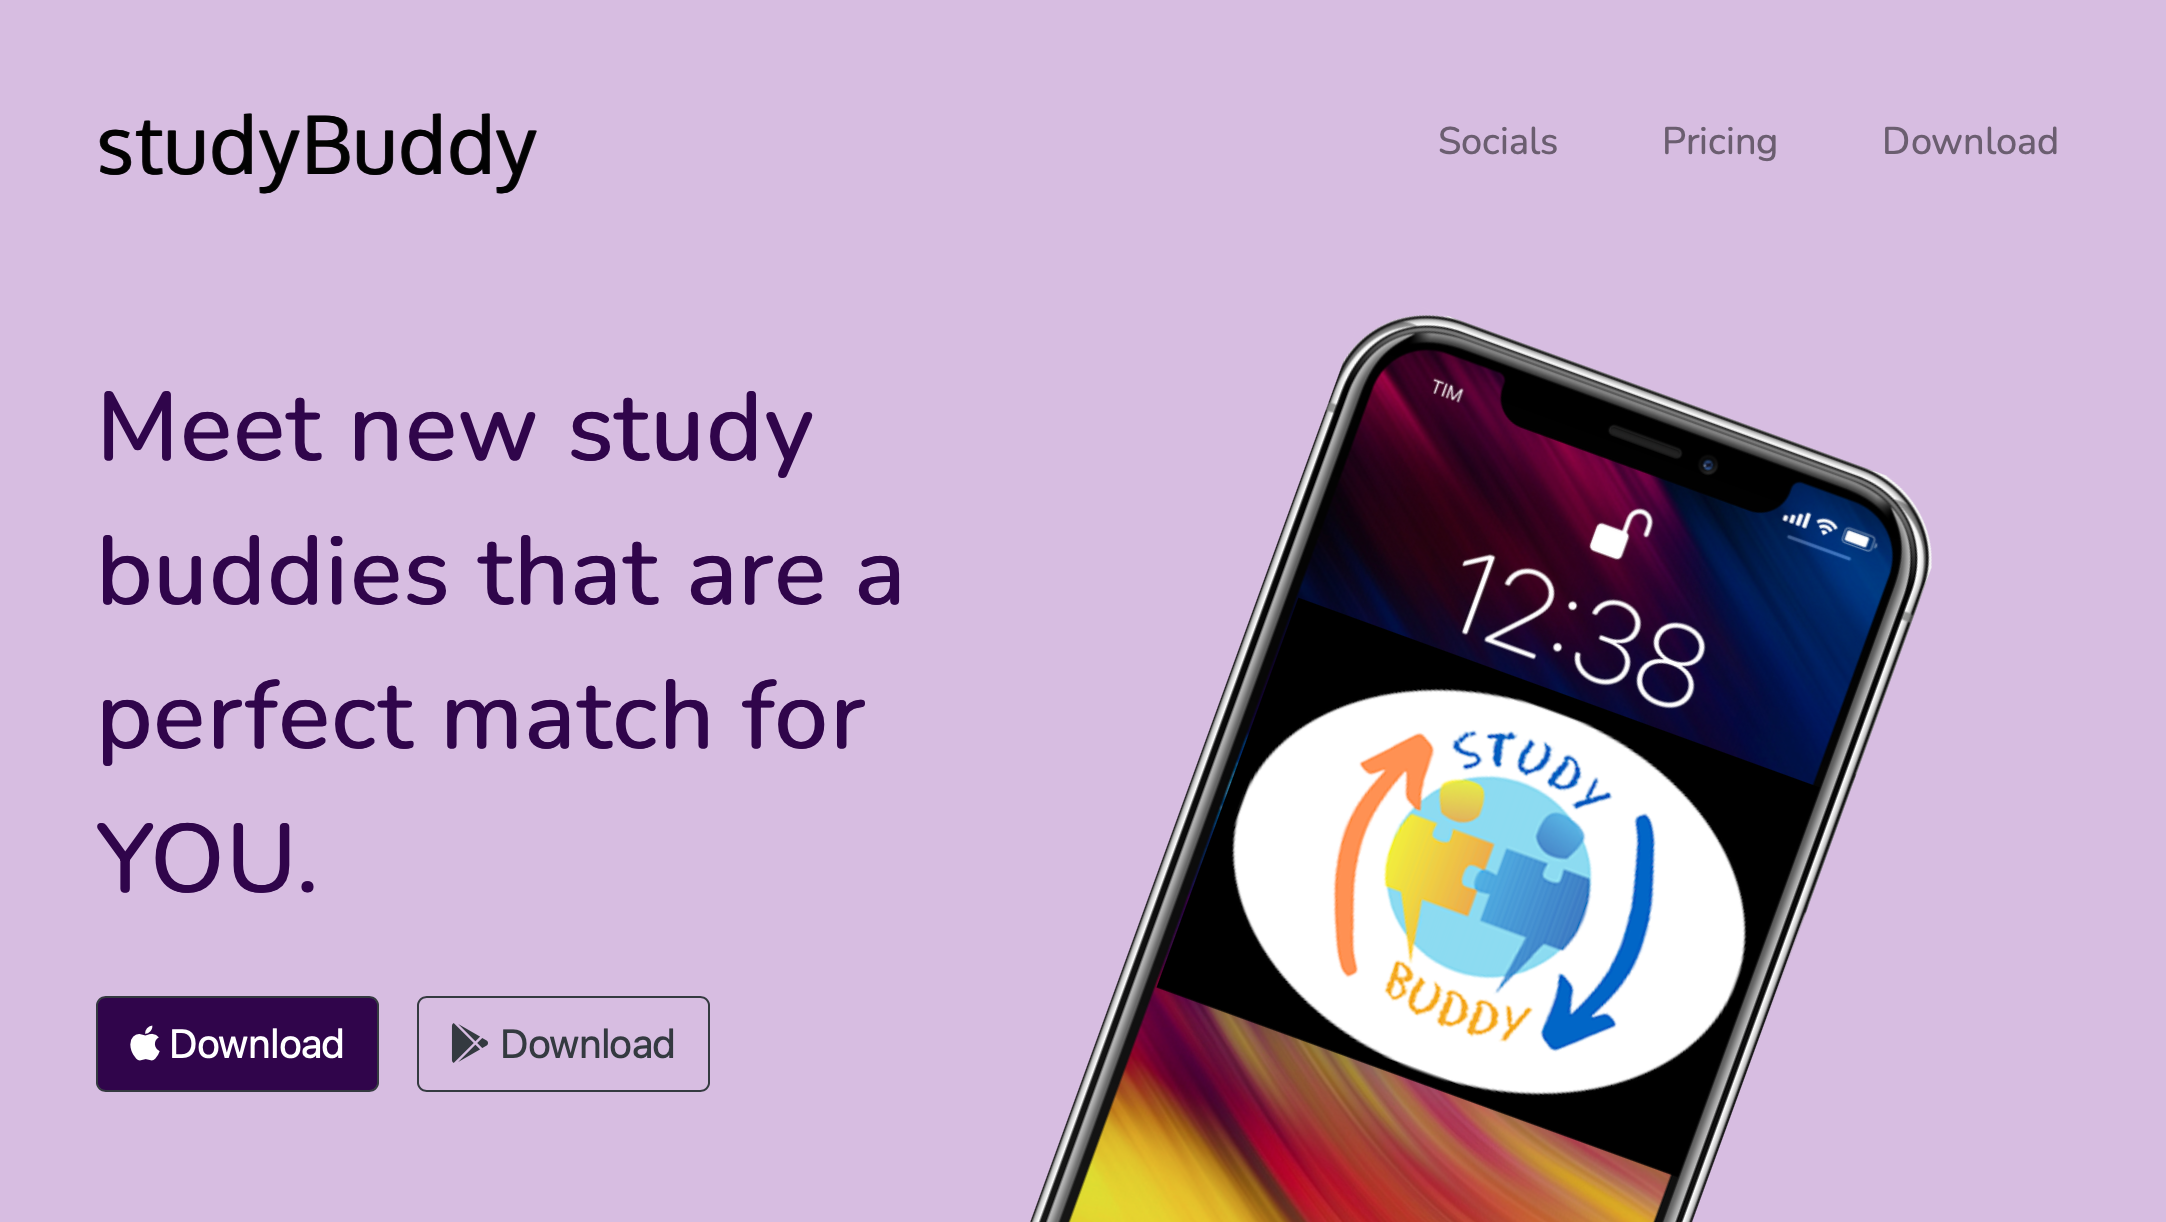 studyBuddy
Socials Pricing Download
Meet new study
buddies that are a
perfect match for
YOU.
Download Download
TIM
12:38
STUDY
BUDDY